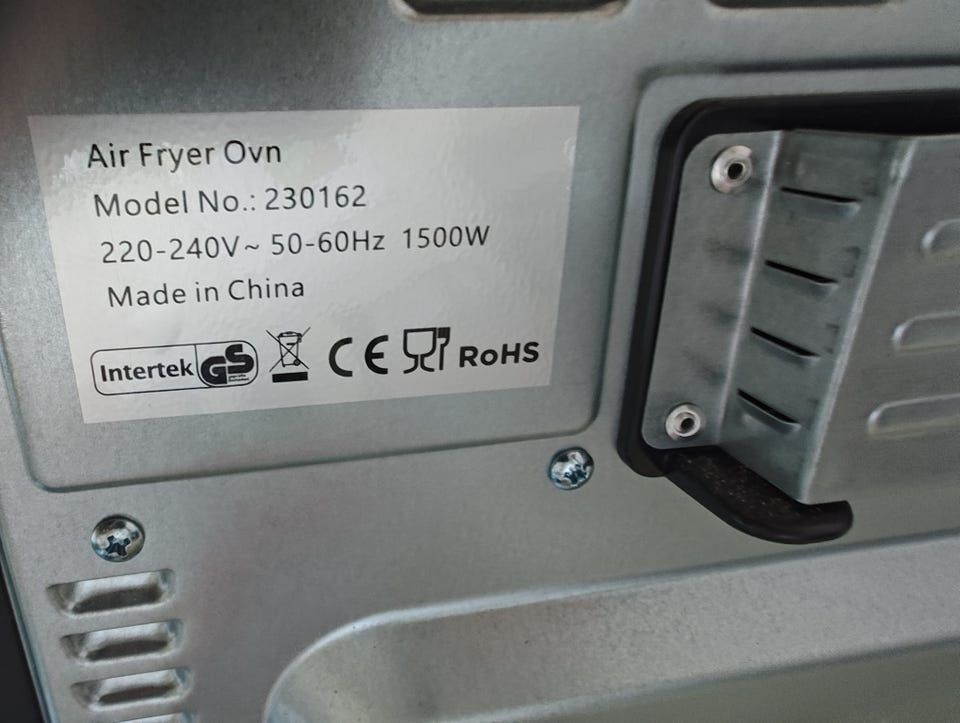 Air Fryer Ovn
Model No.: 230162
220-240V~ 50-60Hz 1500W
Made in China
Intertek GS CE RoHS